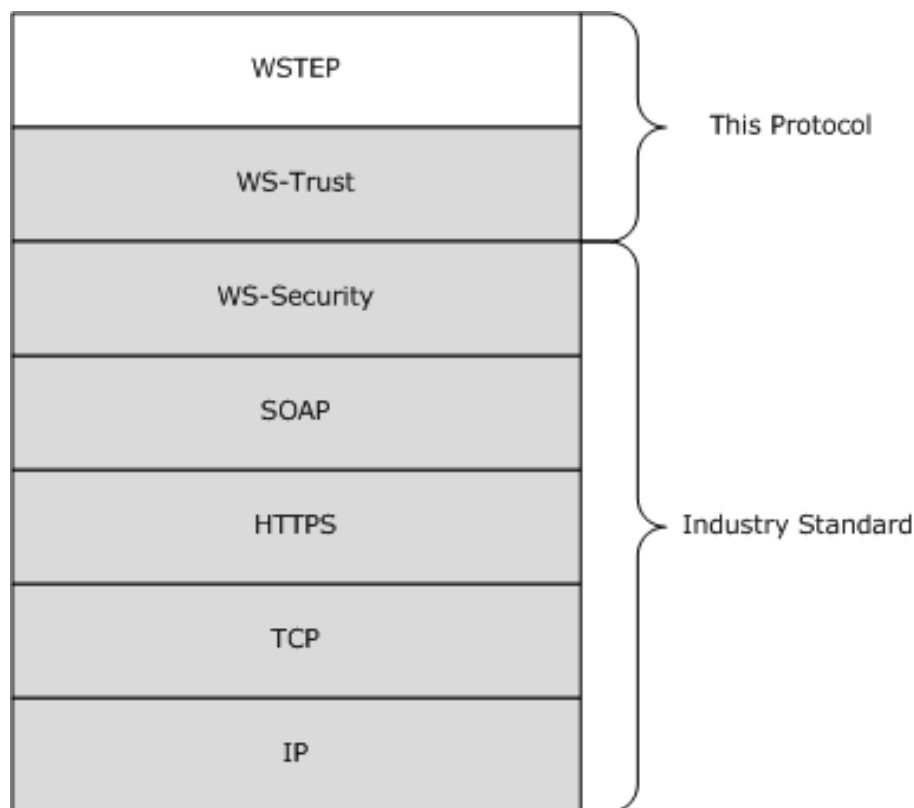 WSTEP
This Protocol
WS-Trust
WS-Security
SOAP
HTTPS
Industry Standard
TCP
IP